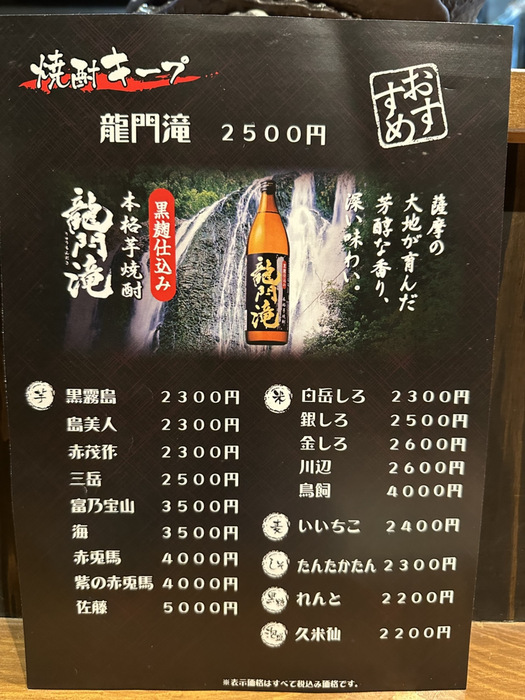 焼酎キープ
おすすめ
龍門滝 2500円
薩摩の
大地が育んだ
芳醇な香り、
深い味わい。
黒麹仕込み
本格芋焼酎
龍門滝
龍門滝
芋 黒霧島 2300円
島美人 2300円
赤茂作 2300円
三岳 2500円
富乃宝山 3500円
海 3500円
赤兎馬 4000円
紫の赤兎馬 4000円
佐藤 5000円
米 白岳しろ 2300円
銀しろ 2500円
金しろ 2600円
川辺 2600円
鳥飼 4000円
麦 いいちこ 2400円
しそ たんたかたん 2300円
黒糖 れんと 2200円
泡盛 久米仙 2200円
※表示価格はすべて税込み価格です。